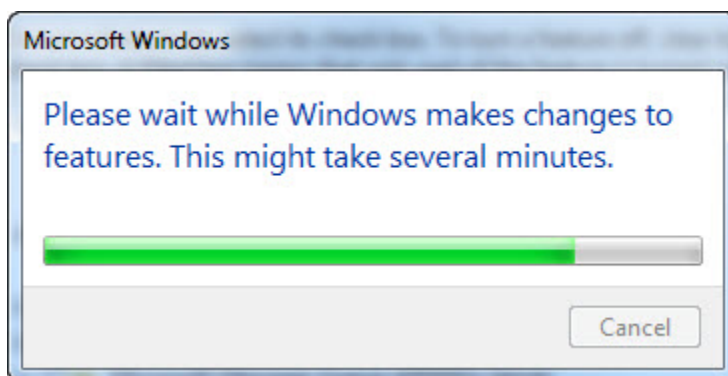 Microsoft Windows
Please wait while Windows makes changes to
features. This might take several minutes.
Cancel